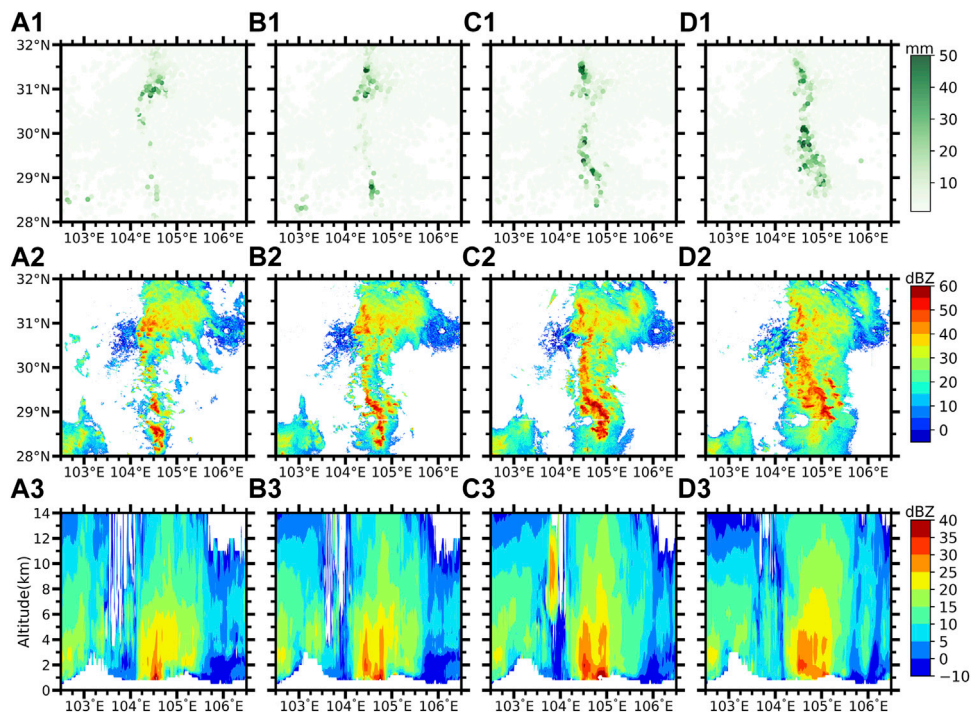 A1 B1 C1 D1
mm
32°N 50
31°N 40
30°N 30
29°N 20
28°N 10
103°E 104°E 105°E 106°E 103°E 104°E 105°E 106°E 103°E 104°E 105°E 106°E 103°E 104°E 105°E 106°E
A2 B2 C2 D2
dBZ
32°N 60
31°N 50
40
30°N 30
20
29°N 10
28°N 0
103°E 104°E 105°E 106°E 103°E 104°E 105°E 106°E 103°E 104°E 105°E 106°E 103°E 104°E 105°E 106°E
A3 B3 C3 D3
dBZ
14 40
12 35
10 30
25
8 20
Altitude(km)
6 15
4 10
5
2 0
0 −10
103°E 104°E 105°E 106° 103°E 104°E 105°E 106° 103°E 104°E 105°E 106° 103°E 104°E 105°E 106°